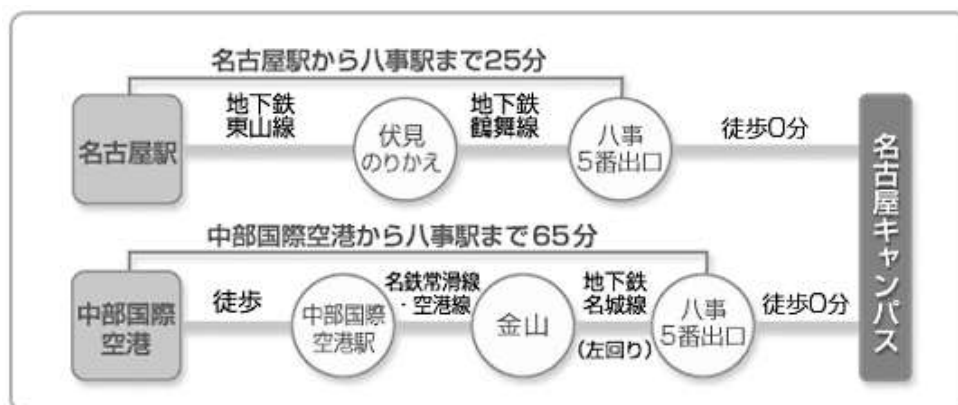 名古屋駅から八事駅まで25分
名古屋駅
地下鉄
東山線
伏見
のりかえ
地下鉄
鶴舞線
八事
5番出口
徒歩0分
中部国際空港から八事駅まで65分
中部国際
空港
徒歩
中部国際
空港駅
名鉄常滑線
・空港線
金山
地下鉄
名城線
(左回り)
八事
5番出口
徒歩0分
名古屋キャンパス